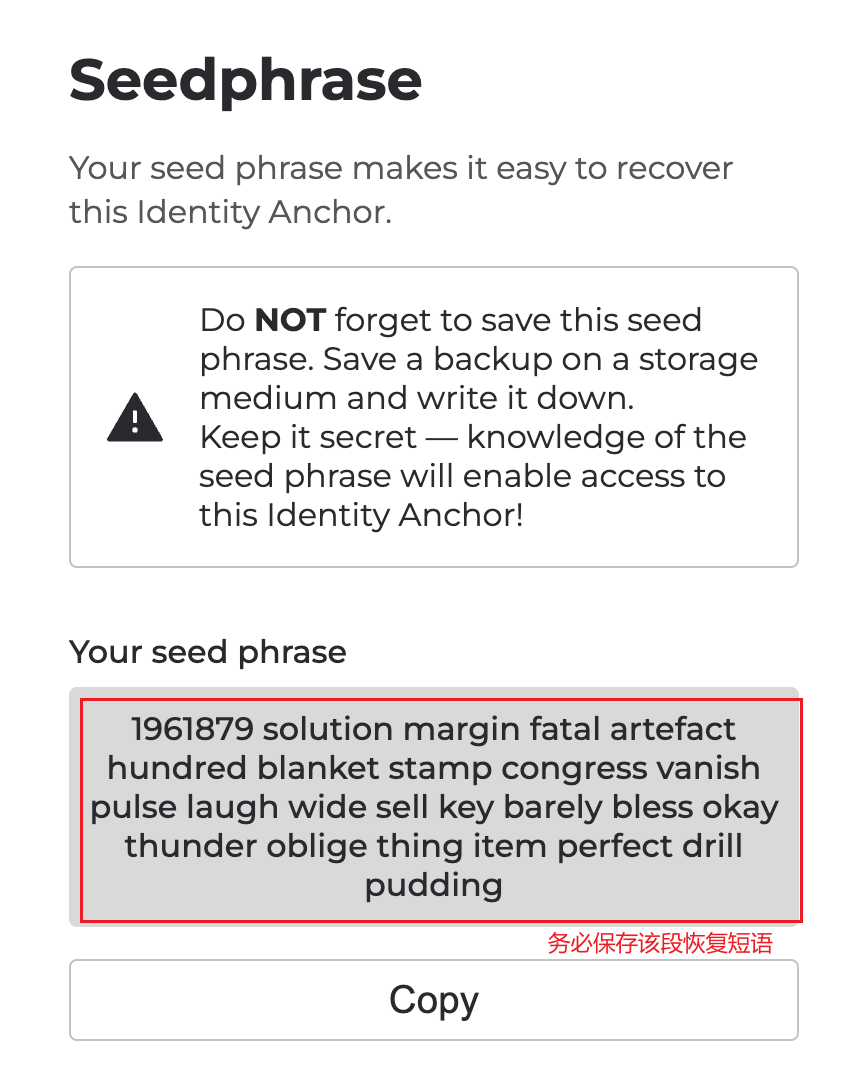 Seedphrase
Your seed phrase makes it easy to recover
this Identity Anchor.
Do NOT forget to save this seed
phrase. Save a backup on a storage
medium and write it down.
Keep it secret — knowledge of the
seed phrase will enable access to
this Identity Anchor!
Your seed phrase
1961879 solution margin fatal artefact
hundred blanket stamp congress vanish
pulse laugh wide sell key barely bless okay
thunder oblige thing item perfect drill
pudding
务必保存该段恢复短语
Copy